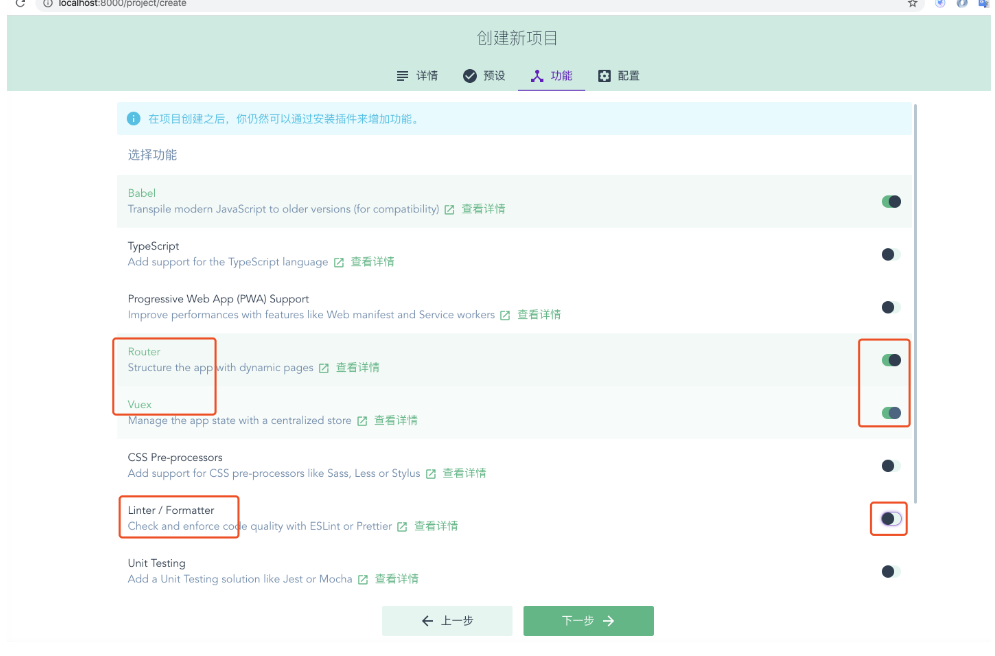 localhost:8000/project/create
创建新项目
详情 预设 功能 配置
在项目创建之后，你仍然可以通过安装插件来增加功能。
选择功能
Babel
Transpile modern JavaScript to older versions (for compatibility) 查看详情
TypeScript
Add support for the TypeScript language 查看详情
Progressive Web App (PWA) Support
Improve performances with features like Web manifest and Service workers 查看详情
Router
Structure the app with dynamic pages 查看详情
Vuex
Manage the app state with a centralized store 查看详情
CSS Pre-processors
Add support for CSS pre-processors like Sass, Less or Stylus 查看详情
Linter / Formatter
Check and enforce code quality with ESLint or Prettier 查看详情
Unit Testing
Add a Unit Testing solution like Jest or Mocha 查看详情
上一步 下一步